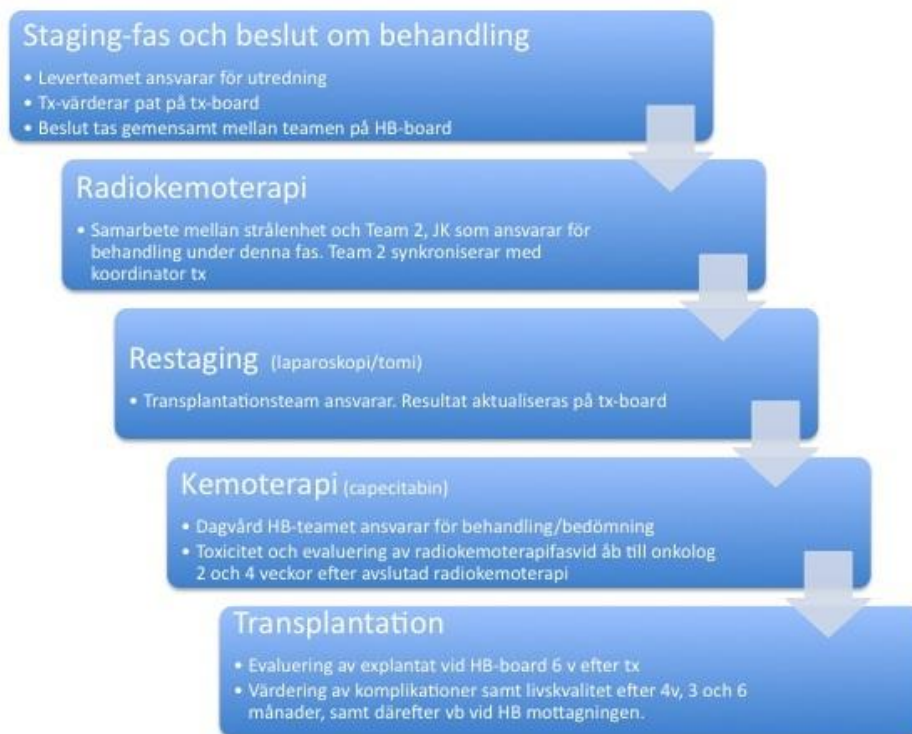 Staging-fas och beslut om behandling
• Leverteamet ansvarar för utredning
• Tx-värderar pat på tx-board
• Beslut tas gemensamt mellan teamen på HB-board
Radiokemoterapi
• Samarbete mellan strålenhet och Team 2, JK som ansvarar för
behandling under denna fas. Team 2 synkroniserar med
koordinator tx
Restaging (laparoskopi/tomi)
• Transplantationsteam ansvarar. Resultat aktualiseras på tx-board
Kemoterapi (capecitabin)
• Dagvård HB-teamet ansvarar för behandling/bedömning
• Toxicitet och evaluering av radiokemoterapifasvid åb till onkolog
2 och 4 veckor efter avslutad radiokemoterapi
Transplantation
• Evaluering av explantat vid HB-board 6 v efter tx
• Värdering av komplikationer samt livskvalitet efter 4v, 3 och 6
månader, samt därefter vb vid HB mottagningen.